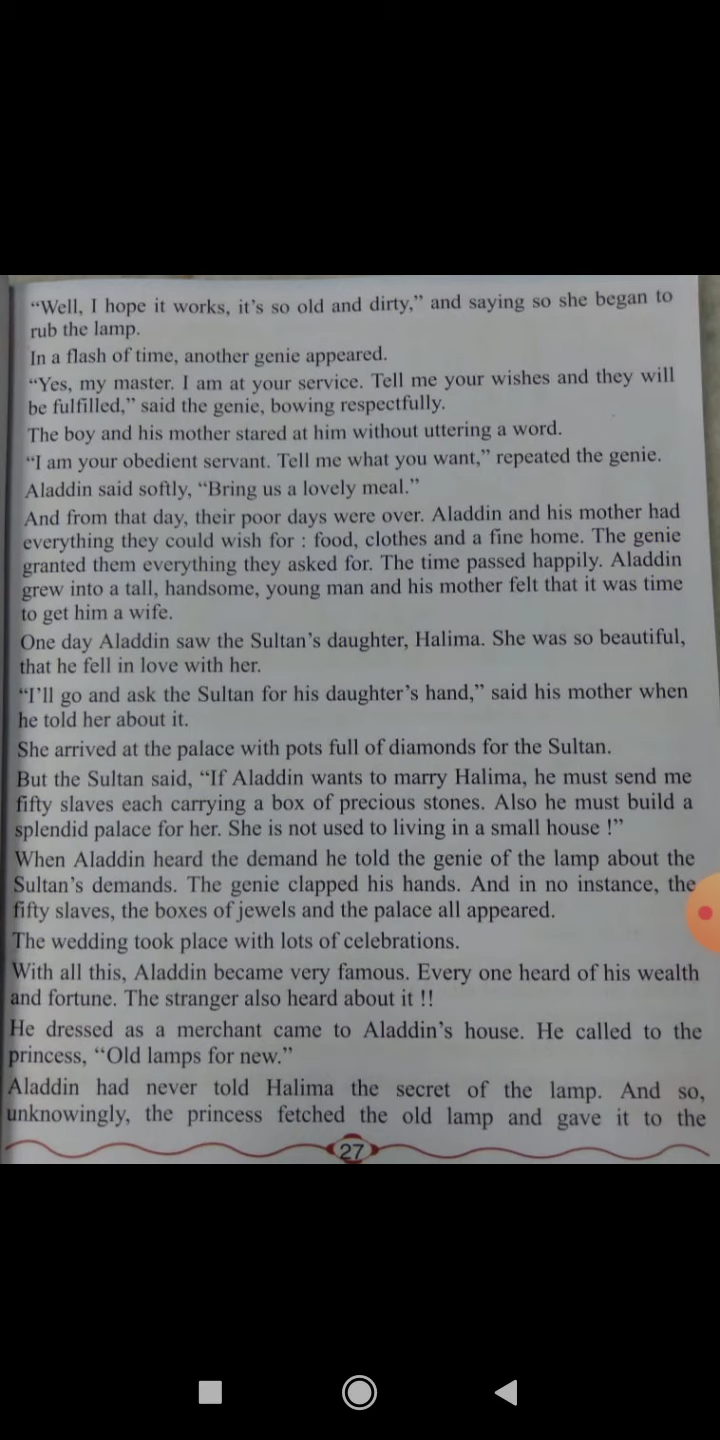 “Well, I hope it works, it’s so old and dirty,” and saying so she began to
rub the lamp.
In a flash of time, another genie appeared.
“Yes, my master. I am at your service. Tell me your wishes and they will
be fulfilled,” said the genie, bowing respectfully.
The boy and his mother stared at him without uttering a word.
“I am your obedient servant. Tell me what you want,” repeated the genie.
Aladdin said softly, “Bring us a lovely meal.”
And from that day, their poor days were over. Aladdin and his mother had
everything they could wish for : food, clothes and a fine home. The genie
granted them everything they asked for. The time passed happily. Aladdin
grew into a tall, handsome, young man and his mother felt that it was time
to get him a wife.
One day Aladdin saw the Sultan’s daughter, Halima. She was so beautiful,
that he fell in love with her.
“I’ll go and ask the Sultan for his daughter’s hand,” said his mother when
he told her about it.
She arrived at the palace with pots full of diamonds for the Sultan.
But the Sultan said, “If Aladdin wants to marry Halima, he must send me
fifty slaves each carrying a box of precious stones. Also he must build a
splendid palace for her. She is not used to living in a small house !”
When Aladdin heard the demand he told the genie of the lamp about the
Sultan’s demands. The genie clapped his hands. And in no instance, the
fifty slaves, the boxes of jewels and the palace all appeared.
The wedding took place with lots of celebrations.
With all this, Aladdin became very famous. Every one heard of his wealth
and fortune. The stranger also heard about it !!
He dressed as a merchant came to Aladdin’s house. He called to the
princess, “Old lamps for new.”
Aladdin had never told Halima the secret of the lamp. And so,
unknowingly, the princess fetched the old lamp and gave it to the
27